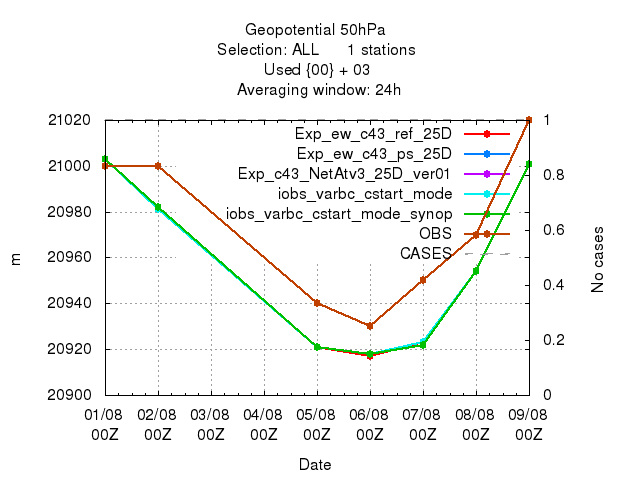 Geopotential 50hPa
Selection: ALL 1 stations
Used {00} + 03
Averaging window: 24h
21020
21000
20980
20960
20940
20920
20900
m
1
0.8
0.6
0.4
0.2
0
No cases
Exp_ew_c43_ref_25D
Exp_ew_c43_ps_25D
Exp_c43_NetAtv3_25D_ver01
iobs_varbc_cstart_mode
iobs_varbc_cstart_mode_synop
OBS
CASES
01/08 02/08 03/08 04/08 05/08 06/08 07/08 08/08 09/08
00Z 00Z 00Z 00Z 00Z 00Z 00Z 00Z 00Z
Date